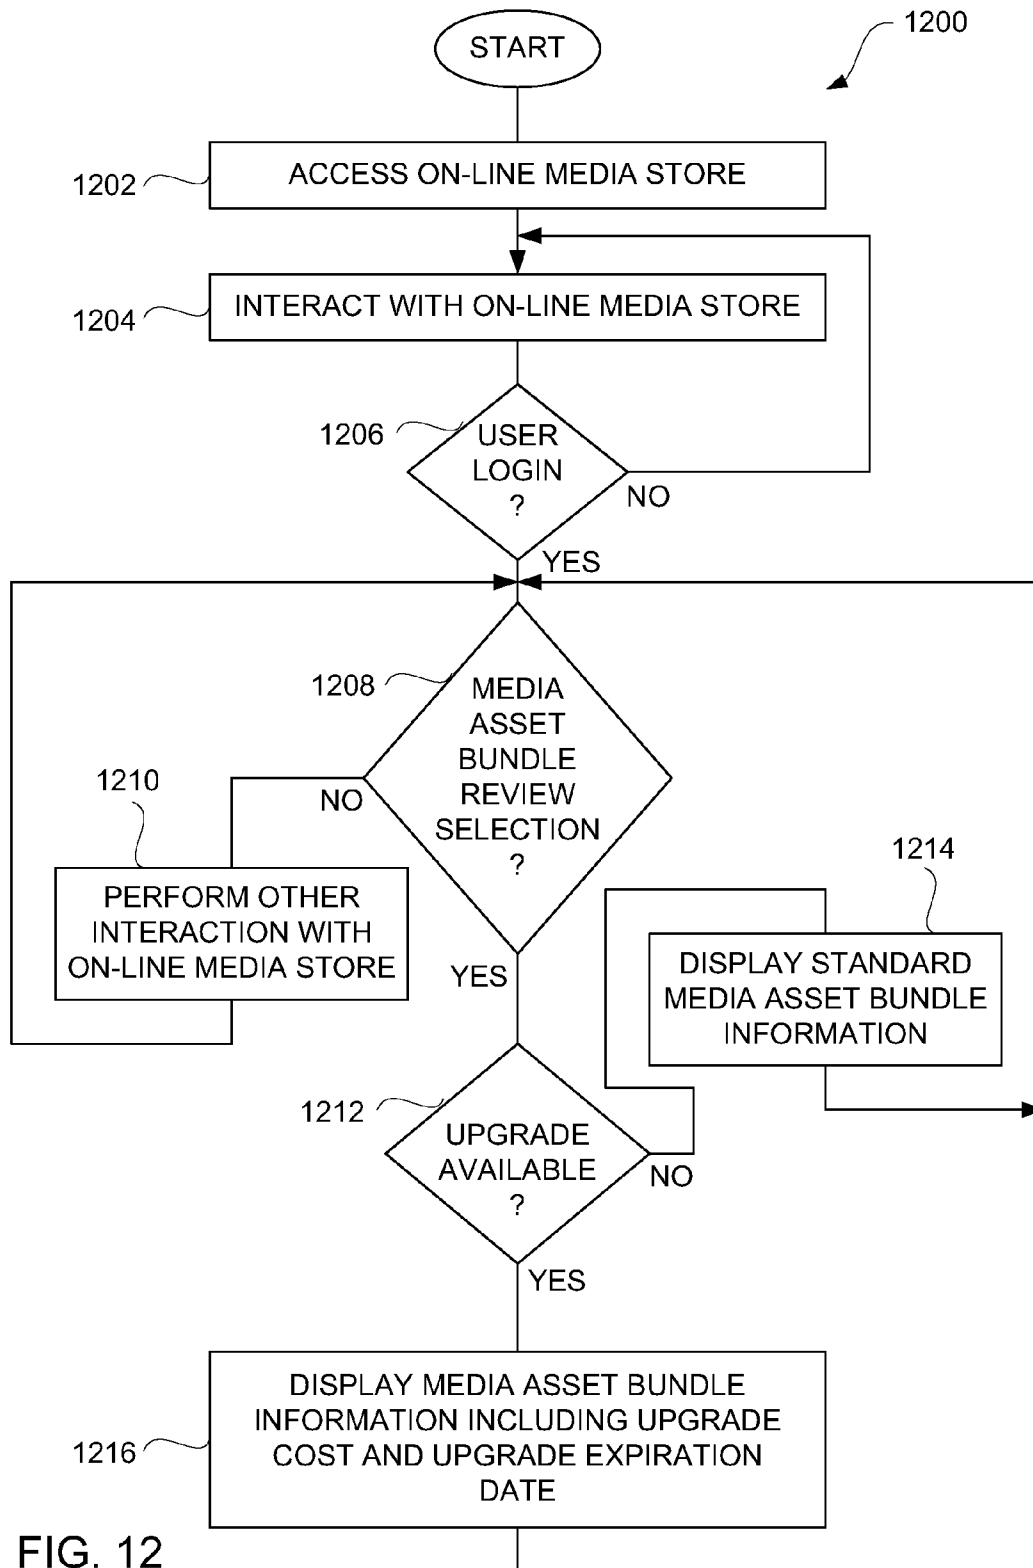 START
1200
1202
ACCESS ON-LINE MEDIA STORE
1204
INTERACT WITH ON-LINE MEDIA STORE
1206
USER
LOGIN
?
NO
YES
1208
MEDIA
ASSET
BUNDLE
REVIEW
SELECTION
?
NO
YES
1210
PERFORM OTHER
INTERACTION WITH
ON-LINE MEDIA STORE
1214
DISPLAY STANDARD
MEDIA ASSET BUNDLE
INFORMATION
1212
UPGRADE
AVAILABLE
?
NO
YES
1216
DISPLAY MEDIA ASSET BUNDLE
INFORMATION INCLUDING UPGRADE
COST AND UPGRADE EXPIRATION
DATE
FIG. 12